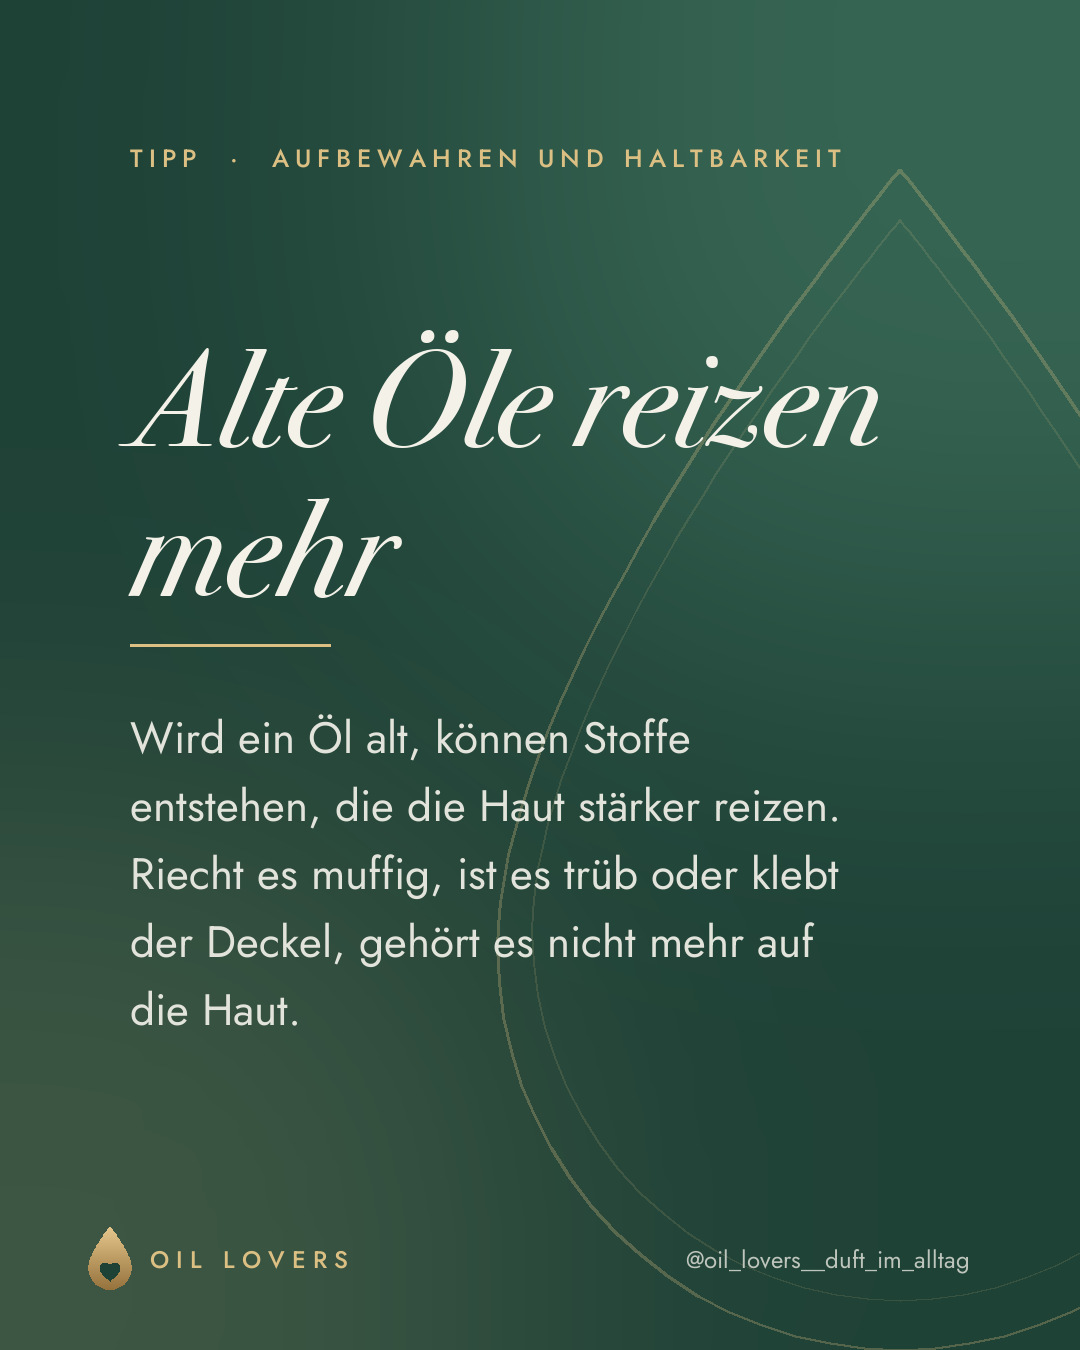 TIPP · AUFBEWAHREN UND HALTBARKEIT
Alte Öle reizen
mehr
Wird ein Öl alt, können Stoffe
entstehen, die die Haut stärker reizen.
Riecht es muffig, ist es trüb oder klebt
der Deckel, gehört es nicht mehr auf
die Haut.
OIL LOVERS
@oil_lovers__duft_im_alltag